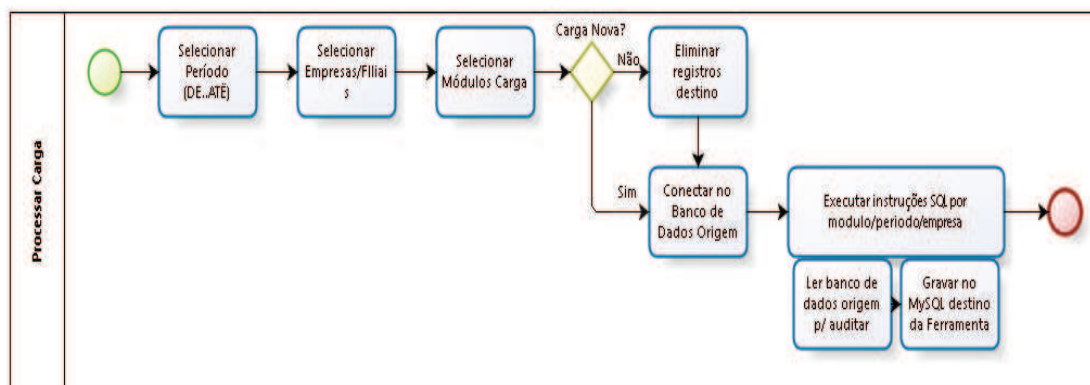 Processar Carga
Selecionar
Período
(DE..ATÉ)
Selecionar
Empresas/FIliai
s
Selecionar
Módulos Carga
Carga Nova?
Não
Eliminar
registros
destino
Sim
Conectar no
Banco de
Dados Origem
Executar instruções SQL por
modulo/periodo/empresa
Ler banco de
dados origem
p/ auditar
Gravar no
MySQL destino
da Ferramenta